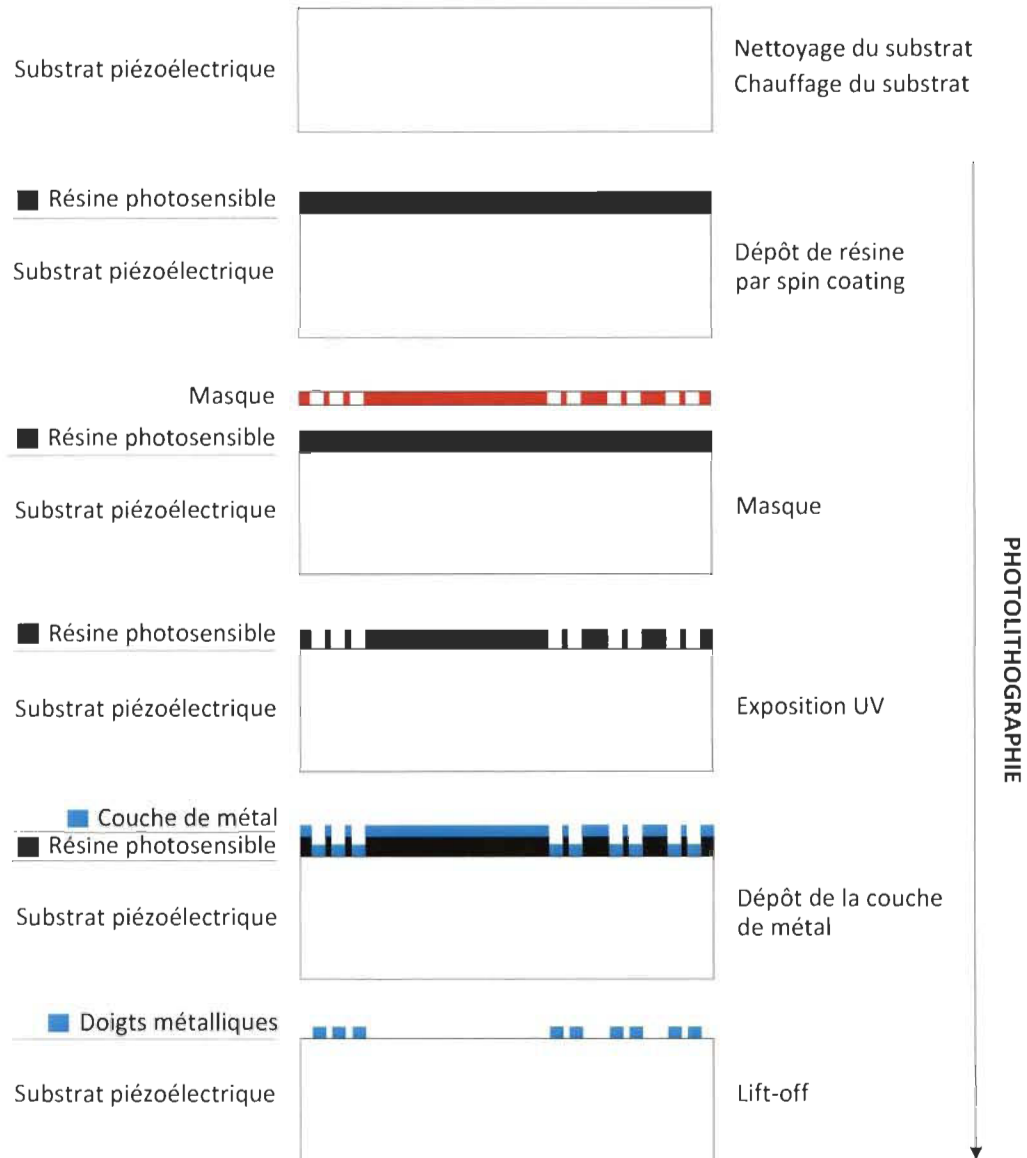 Substrat piézoélectrique
Nettoyage du substrat
Chauffage du substrat
Résine photosensible
Substrat piézoélectrique
Dépôt de résine
par spin coating
Masque
Résine photosensible
Substrat piézoélectrique
Masque
Résine photosensible
Substrat piézoélectrique
Exposition UV
Couche de métal
Résine photosensible
Substrat piézoélectrique
Dépôt de la couche
de métal
Doigts métalliques
Substrat piézoélectrique
Lift-off
PHOTOLITHOGRAPHIE